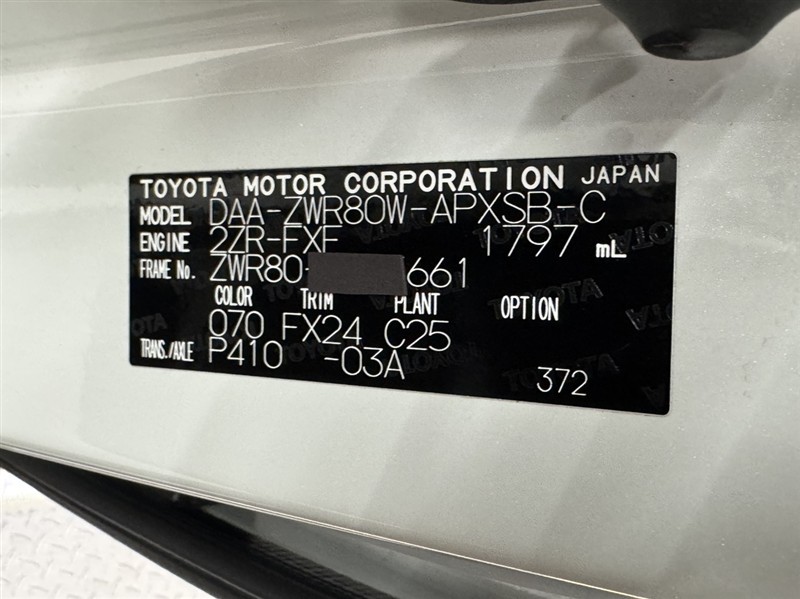 TOYOTA MOTOR CORPORATION JAPAN
MODEL DAA-ZWR80W-APXSB-C
ENGINE 2ZR-FXF 1797 mL
FRAME No. ZWR80- 661
COLOR TRIM PLANT OPTION
070 FX24 C25
TRANS./AXLE P410 -03A 372